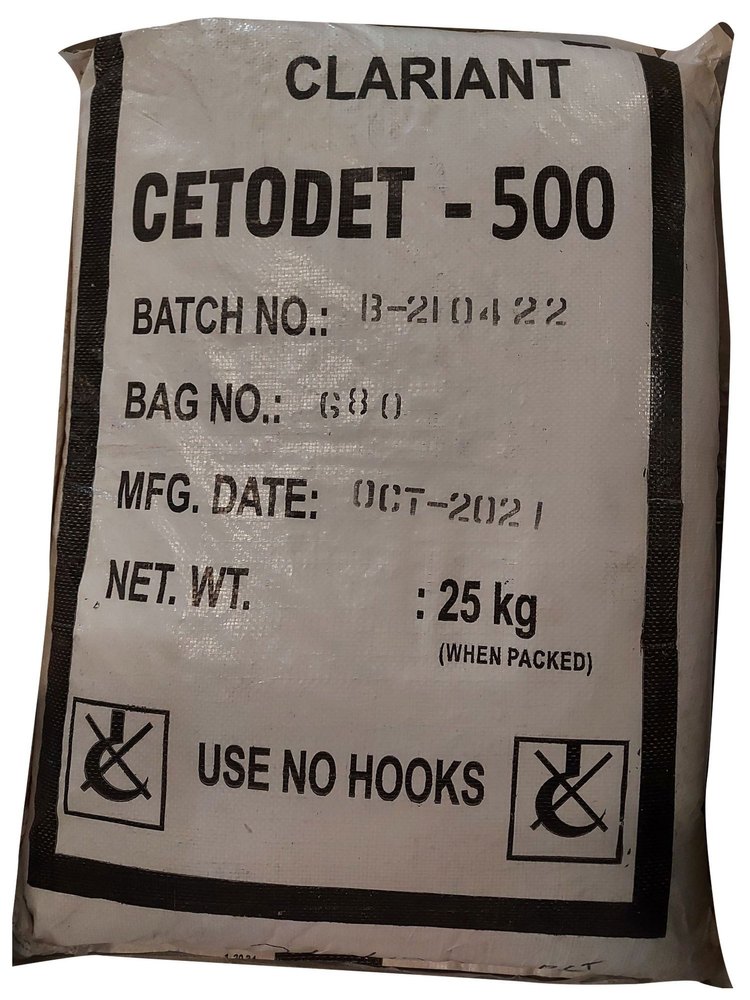 CLARIANT
CETODET - 500
BATCH NO.: B-210422
BAG NO.: 680
MFG. DATE: OCT-2021
NET. WT. : 25 kg
(WHEN PACKED)
USE NO HOOKS